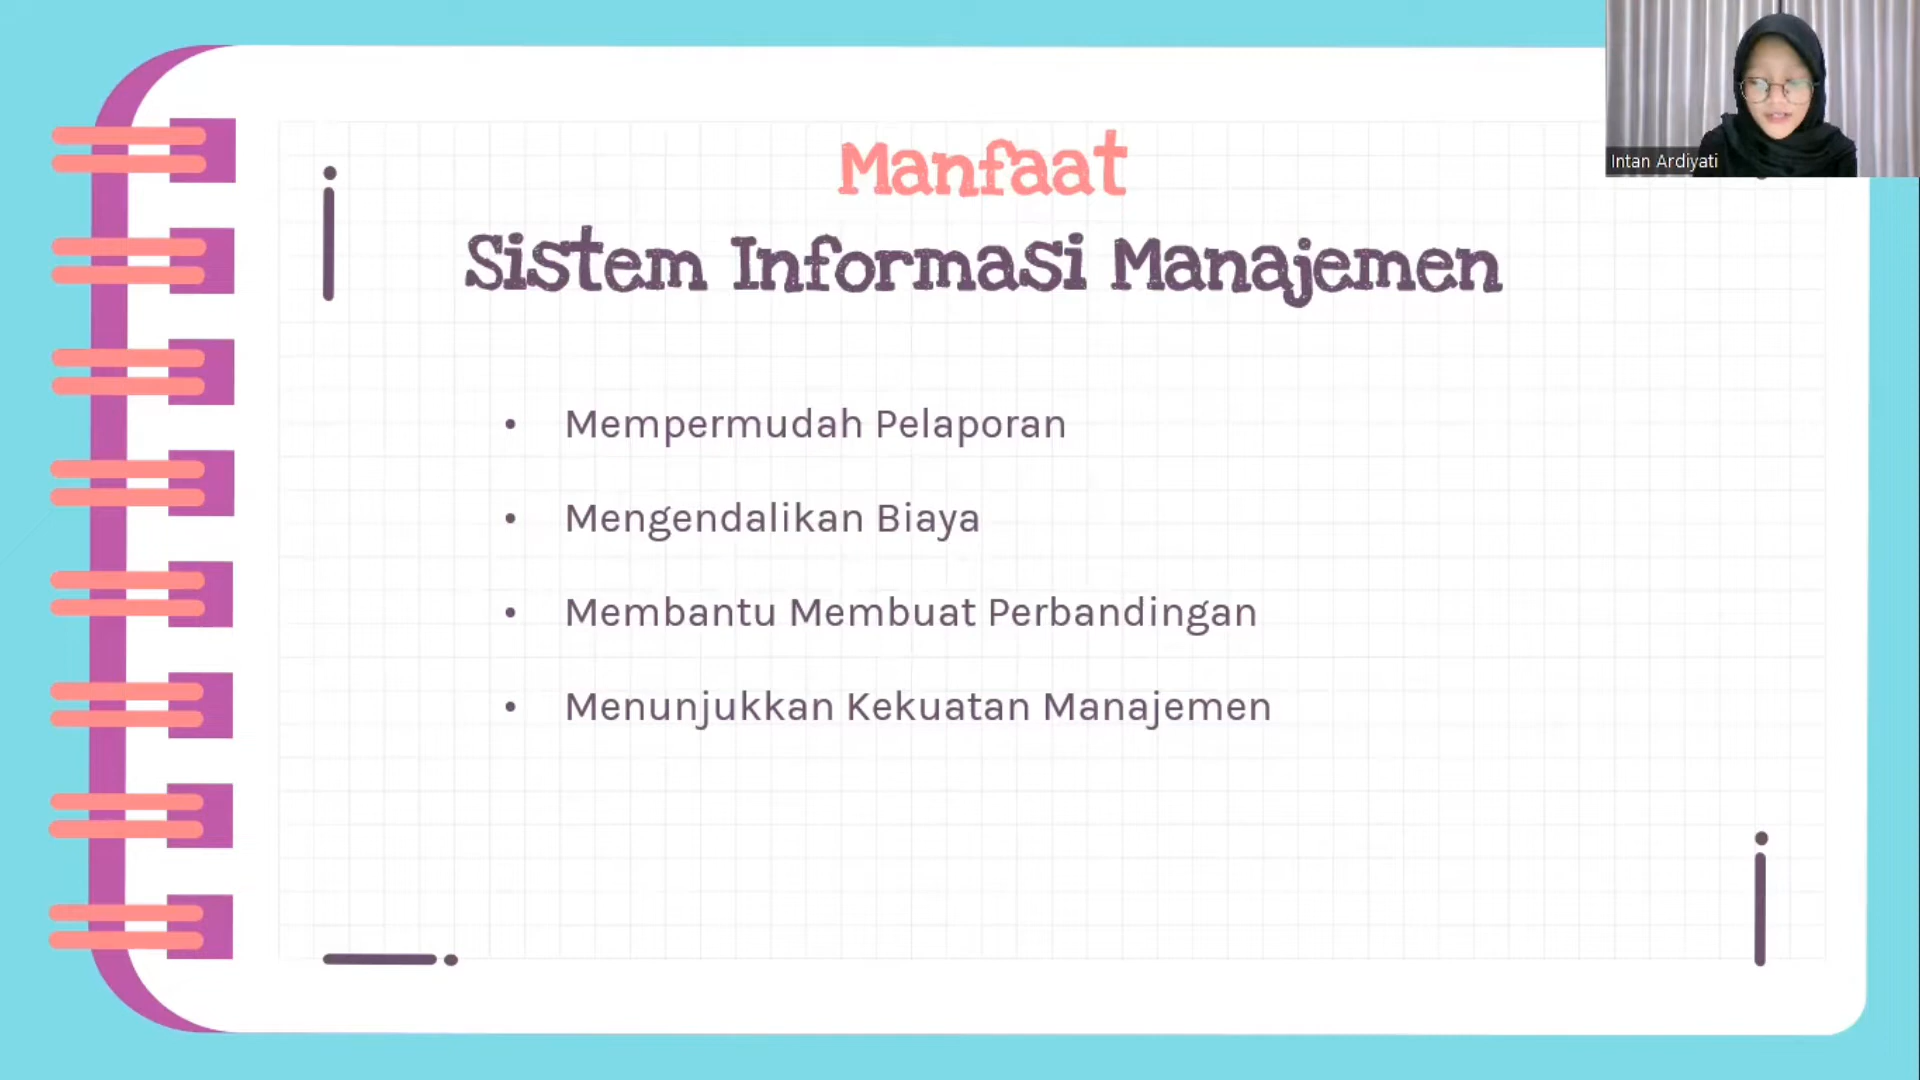 Manfaat
Sistem Informasi Manajemen
• Mempermudah Pelaporan
• Mengendalikan Biaya
• Membantu Membuat Perbandingan
• Menunjukkan Kekuatan Manajemen
Intan Ardiyati